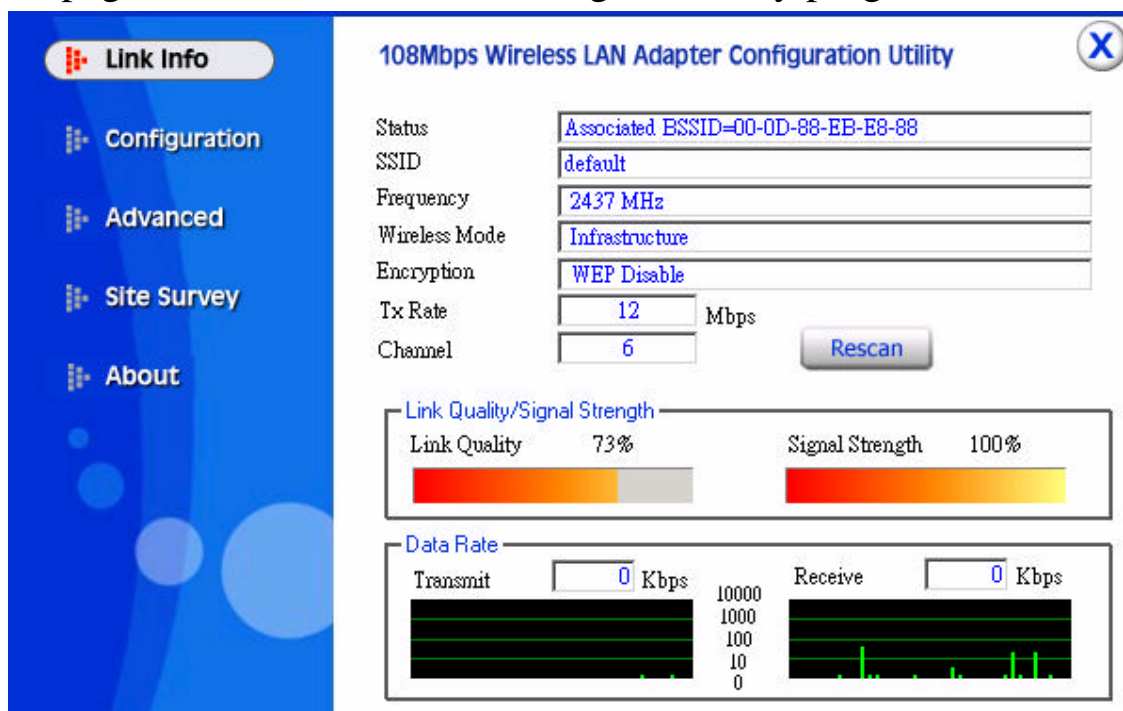 Link Info
Configuration
Advanced
Site Survey
About
108Mbps Wireless LAN Adapter Configuration Utility
X
Status Associated BSSID=00-0D-88-EB-E8-88
SSID default
Frequency 2437 MHz
Wireless Mode Infrastructure
Encryption WEP Disable
Tx Rate 12 Mbps
Channel 6
Rescan
Link Quality/Signal Strength
Link Quality 73% Signal Strength 100%
Data Rate
Transmit 0 Kbps Receive 0 Kbps
10000
1000
100
10
0